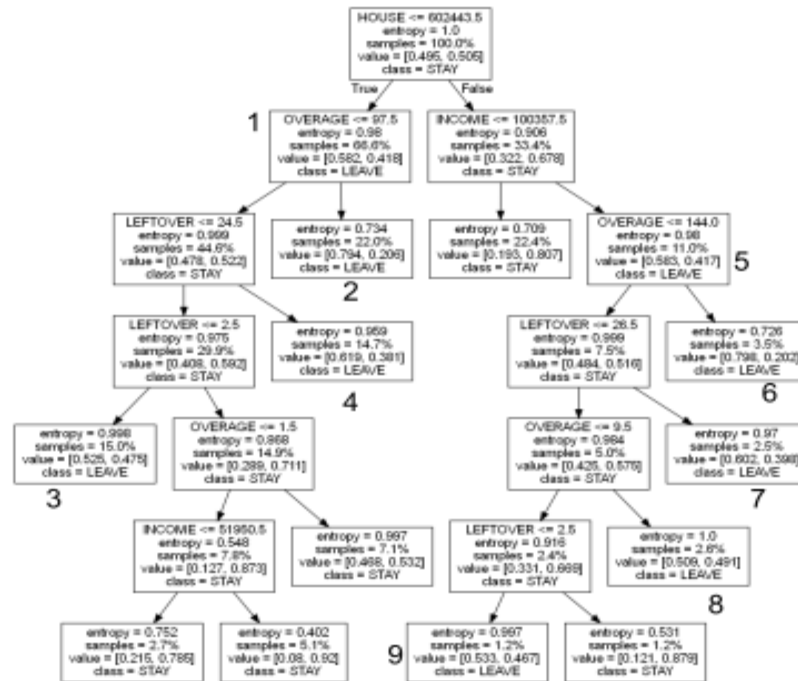 HOUSE <= 602443.5
entropy = 1.0
samples = 100.0%
value = [0.495, 0.505]
class = STAY
True
False
1
OVERAGE <= 97.5
entropy = 0.98
samples = 66.6%
value = [0.582, 0.418]
class = LEAVE
INCOME <= 100357.5
entropy = 0.906
samples = 33.4%
value = [0.322, 0.678]
class = STAY
LEFTOVER <= 24.5
entropy = 0.999
samples = 44.6%
value = [0.478, 0.522]
class = STAY
entropy = 0.734
samples = 22.0%
value = [0.794, 0.206]
class = LEAVE
2
entropy = 0.709
samples = 22.4%
value = [0.193, 0.807]
class = STAY
OVERAGE <= 144.0
entropy = 0.98
samples = 11.0%
value = [0.583, 0.417]
class = LEAVE
5
LEFTOVER <= 2.5
entropy = 0.975
samples = 29.9%
value = [0.408, 0.592]
class = STAY
entropy = 0.959
samples = 14.7%
value = [0.619, 0.381]
class = LEAVE
4
LEFTOVER <= 26.5
entropy = 0.999
samples = 7.5%
value = [0.484, 0.516]
class = STAY
entropy = 0.726
samples = 3.5%
value = [0.798, 0.202]
class = LEAVE
6
entropy = 0.998
samples = 15.0%
value = [0.525, 0.475]
class = LEAVE
3
OVERAGE <= 1.5
entropy = 0.868
samples = 14.9%
value = [0.289, 0.711]
class = STAY
OVERAGE <= 9.5
entropy = 0.984
samples = 5.0%
value = [0.425, 0.575]
class = STAY
entropy = 0.97
samples = 2.5%
value = [0.602, 0.398]
class = LEAVE
7
INCOME <= 51950.5
entropy = 0.548
samples = 7.8%
value = [0.127, 0.873]
class = STAY
entropy = 0.997
samples = 7.1%
value = [0.468, 0.532]
class = STAY
LEFTOVER <= 2.5
entropy = 0.916
samples = 2.4%
value = [0.331, 0.669]
class = STAY
entropy = 1.0
samples = 2.6%
value = [0.509, 0.491]
class = LEAVE
8
entropy = 0.752
samples = 2.7%
value = [0.215, 0.785]
class = STAY
entropy = 0.402
samples = 5.1%
value = [0.08, 0.92]
class = STAY
9
entropy = 0.997
samples = 1.2%
value = [0.533, 0.467]
class = LEAVE
entropy = 0.531
samples = 1.2%
value = [0.121, 0.879]
class = STAY